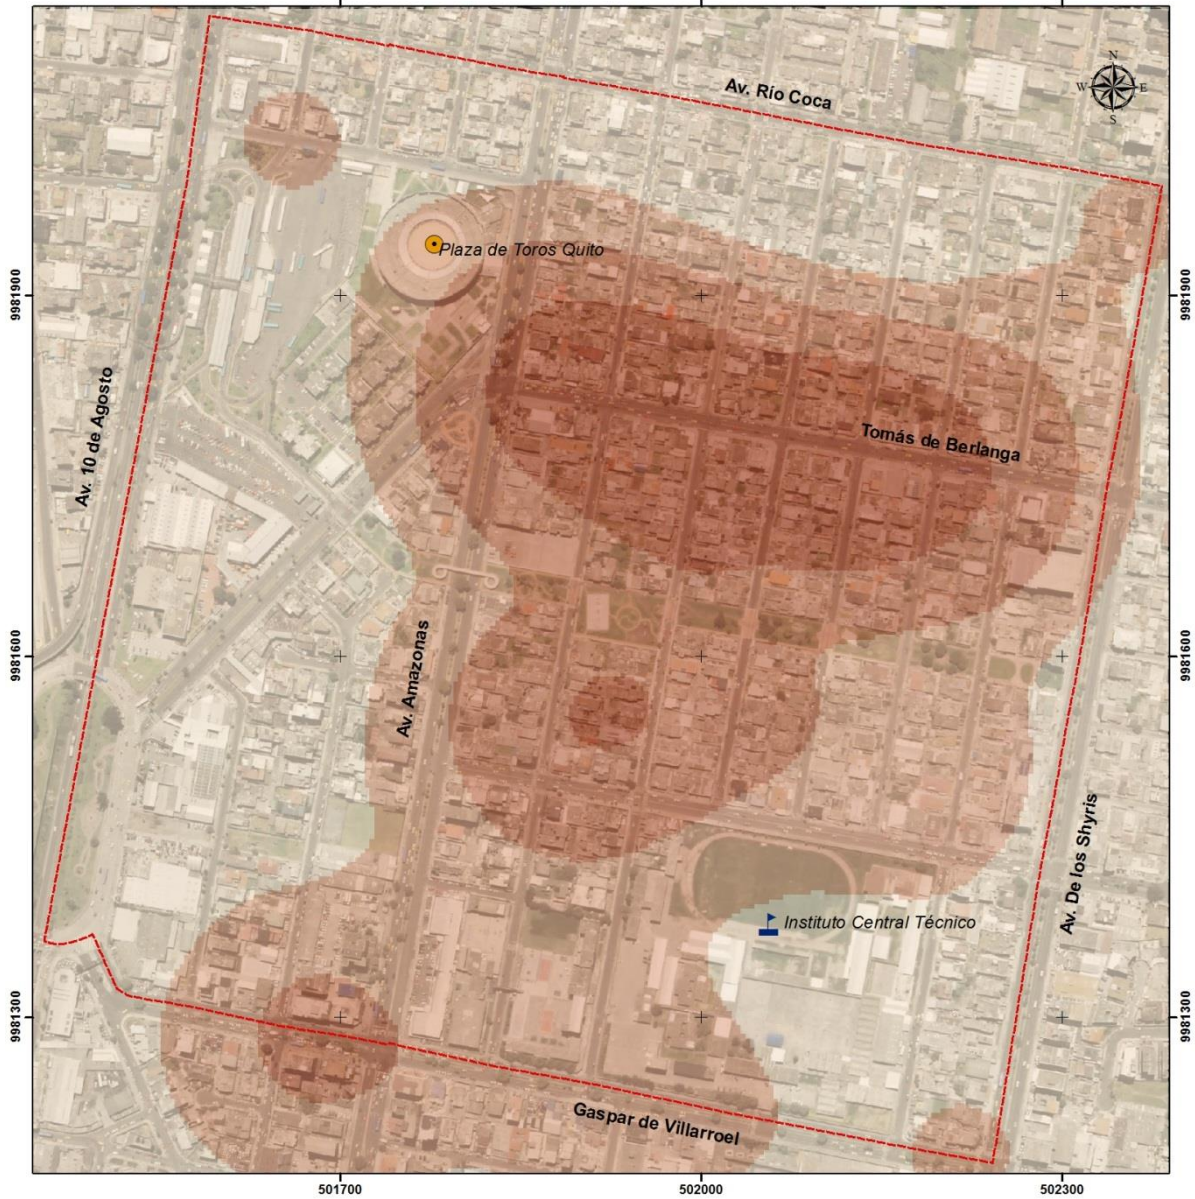 N
W E
S
Av. Río Coca
Plaza de Toros Quito
9981900
9981900
Av. 10 de Agosto
Tomás de Berlanga
9981600
9981600
Av. Amazonas
Av. De los Shyris
Instituto Central Técnico
9981300
9981300
Gaspar de Villarroel
501700
502000
502300